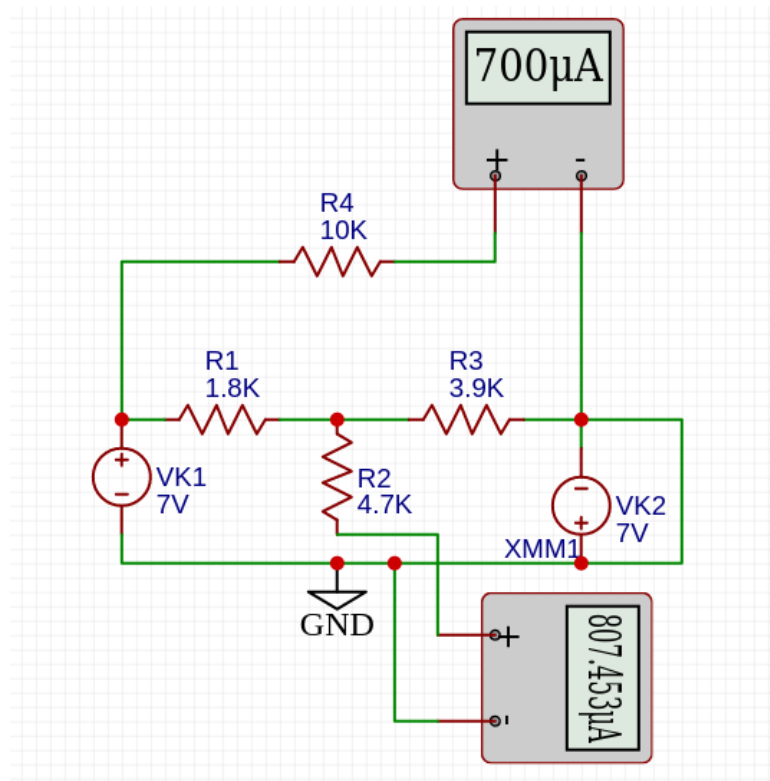 700µA
+ -
R4
10K
R1
1.8K
R3
3.9K
+
-
VK1
7V
R2
4.7K
-
+
VK2
7V
XMM1
GND
+
-
807.453µA